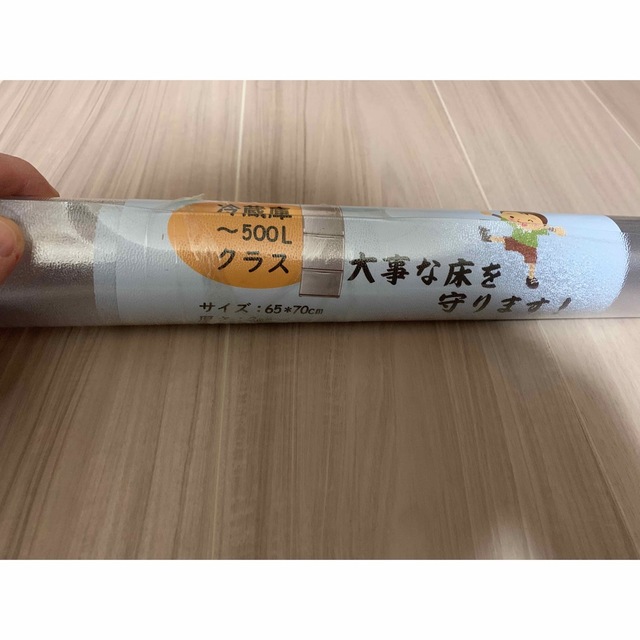 冷蔵庫
～500L
クラス
サイズ：65*70cm
大事な床を
守ります！